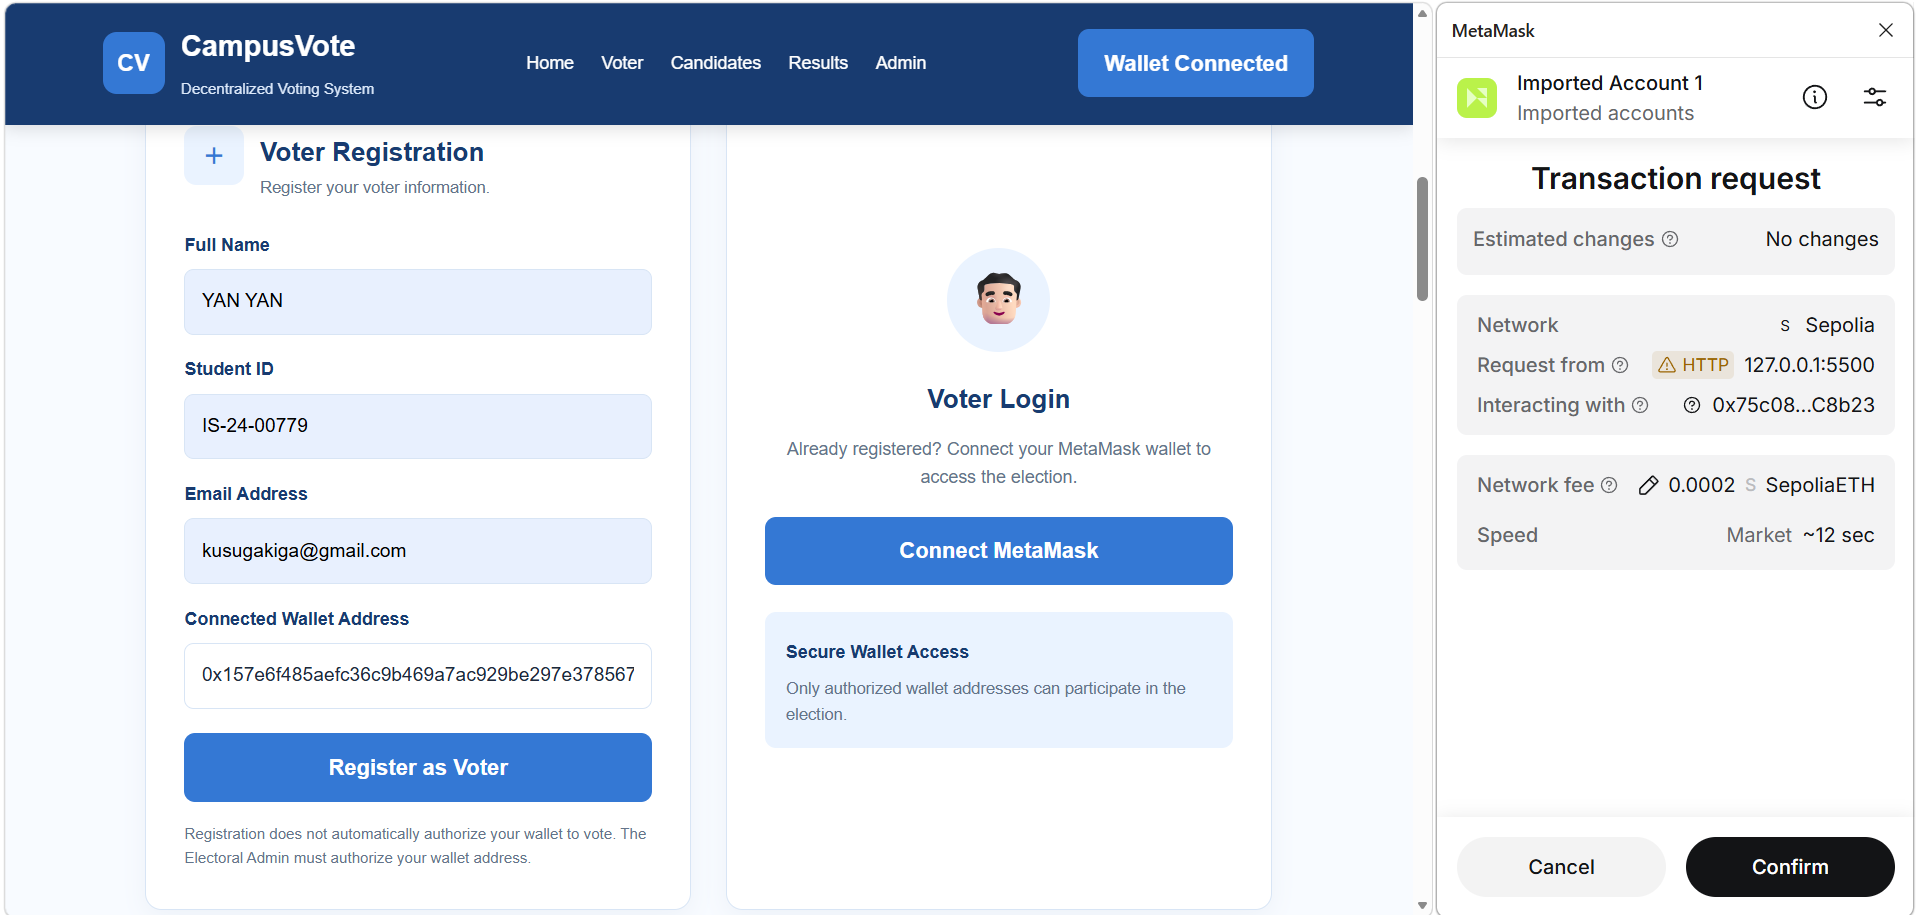 CV
CampusVote
Decentralized Voting System
Home
Voter
Candidates
Results
Admin
Wallet Connected
+
Voter Registration
Register your voter information.
Full Name
YAN YAN
Student ID
IS-24-00779
Email Address
kusugakiga@gmail.com
Connected Wallet Address
0x157e6f485aefc36c9b469a7ac929be297e378567
Register as Voter
Registration does not automatically authorize your wallet to vote. The
Electoral Admin must authorize your wallet address.
Voter Login
Already registered? Connect your MetaMask wallet to
access the election.
Connect MetaMask
Secure Wallet Access
Only authorized wallet addresses can participate in the
election.
MetaMask
Imported Account 1
Imported accounts
Transaction request
Estimated changes No changes
Network S Sepolia
Request from HTTP 127.0.0.1:5500
Interacting with 0x75c08...C8b23
Network fee 0.0002 S SepoliaETH
Speed Market ~12 sec
Cancel
Confirm